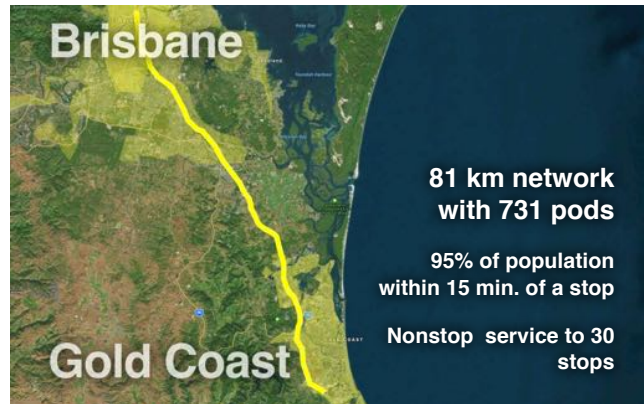 Brisbane
81 km network
with 731 pods
95% of population
within 15 min. of a stop
Nonstop service to 30
stops
Gold Coast